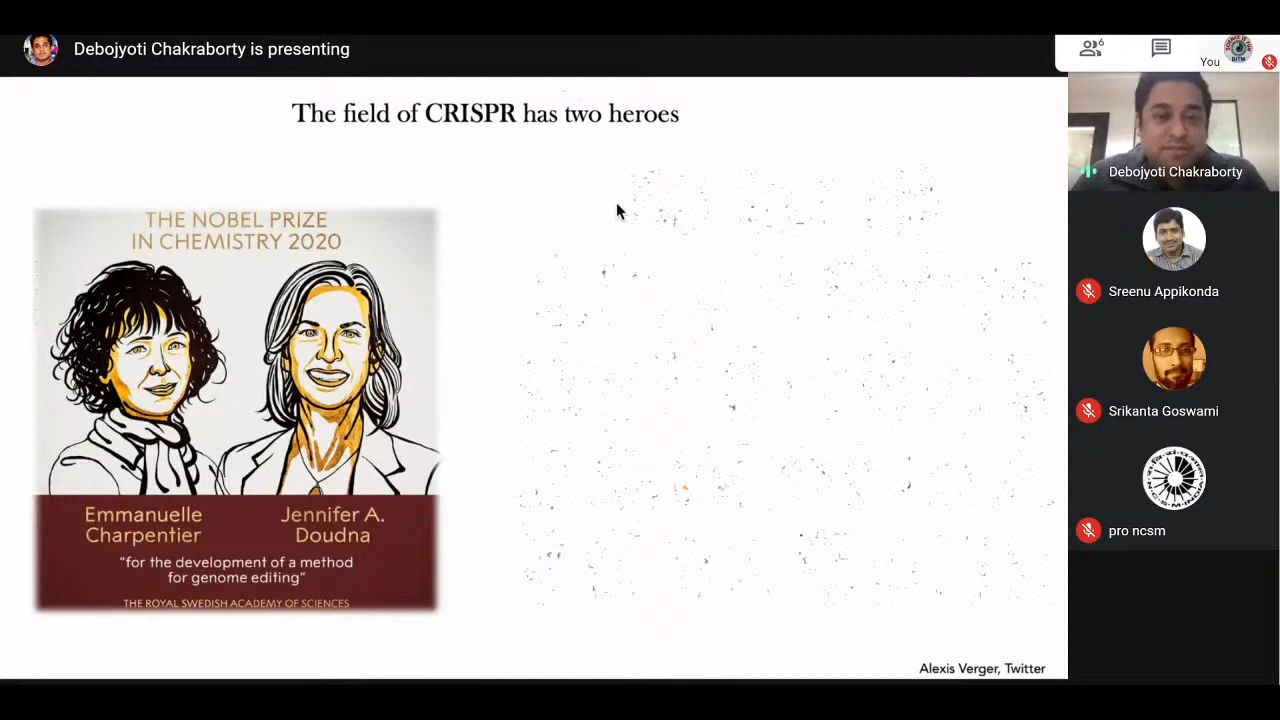 Debojyoti Chakraborty is presenting
6
You
The field of CRISPR has two heroes
THE NOBEL PRIZE
IN CHEMISTRY 2020
Emmanuelle
Charpentier
Jennifer A.
Doudna
“for the development of a method
for genome editing”
THE ROYAL SWEDISH ACADEMY OF SCIENCES
Alexis Verger, Twitter
Debojyoti Chakraborty
Sreenu Appikonda
Srikanta Goswami
pro ncsm